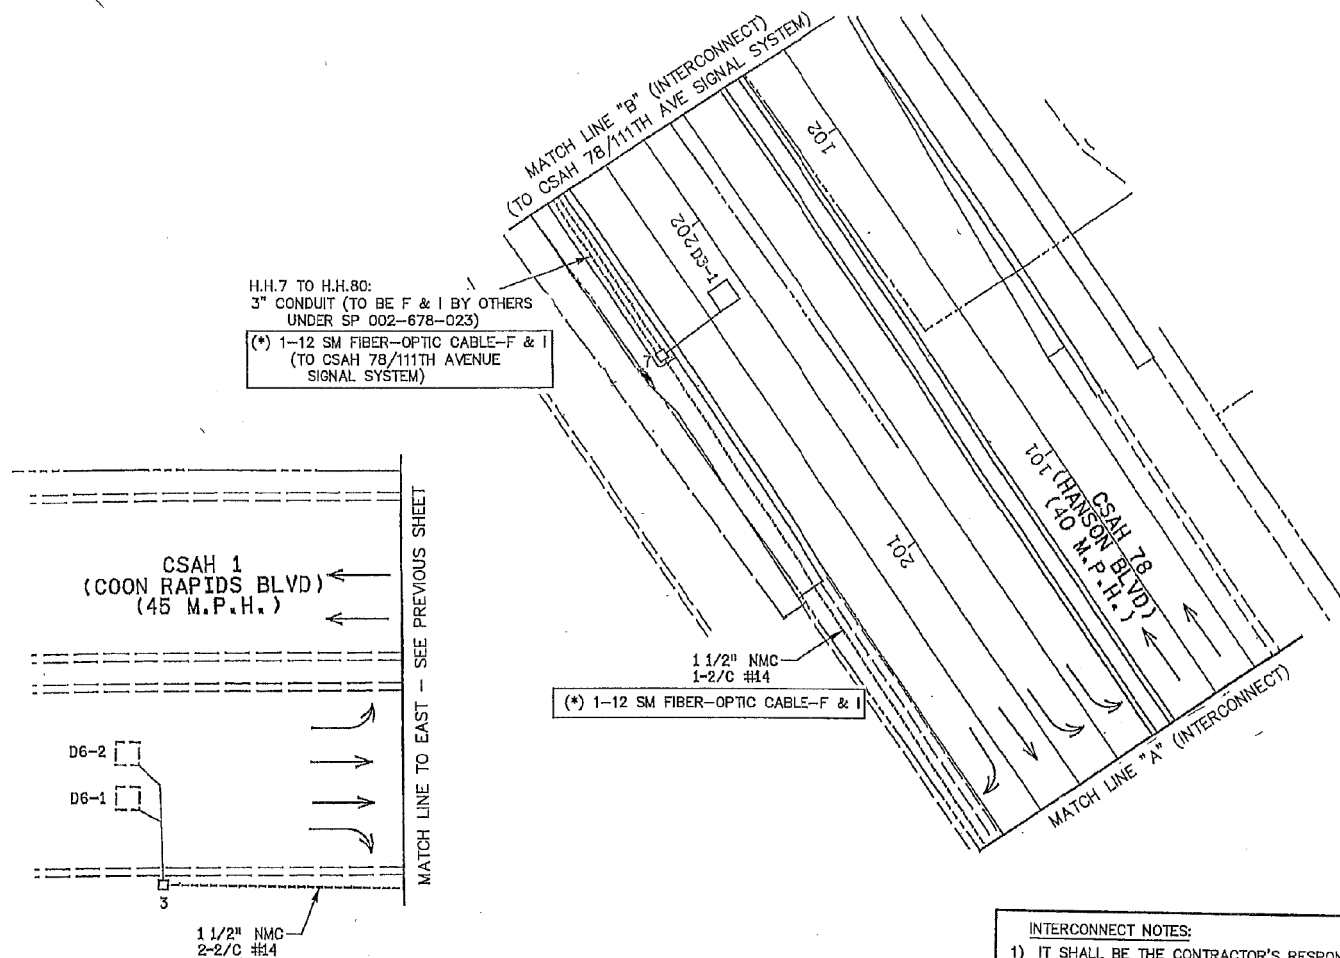 MATCH LINE "B" (INTERCONNECT)
(TO CSAH 78/111TH AVE SIGNAL SYSTEM)
102
202
D3-1
H.H.7 TO H.H.80:
3" CONDUIT (TO BE F & I BY OTHERS
UNDER SP 002-678-023)
(*) 1-12 SM FIBER-OPTIC CABLE-F & I
(TO CSAH 78/111TH AVENUE
SIGNAL SYSTEM)
7
101
CSAH 78
(HANSON BLVD)
(40 M.P.H.)
201
CSAH 1
(COON RAPIDS BLVD)
(45 M.P.H.)
MATCH LINE TO EAST - SEE PREVIOUS SHEET
1 1/2" NMC
1-2/C #14
(*) 1-12 SM FIBER-OPTIC CABLE-F & I
MATCH LINE "A" (INTERCONNECT)
D6-2
D6-1
3
1 1/2" NMC
2-2/C #14
INTERCONNECT NOTES:
1) IT SHALL BE THE CONTRACTOR'S